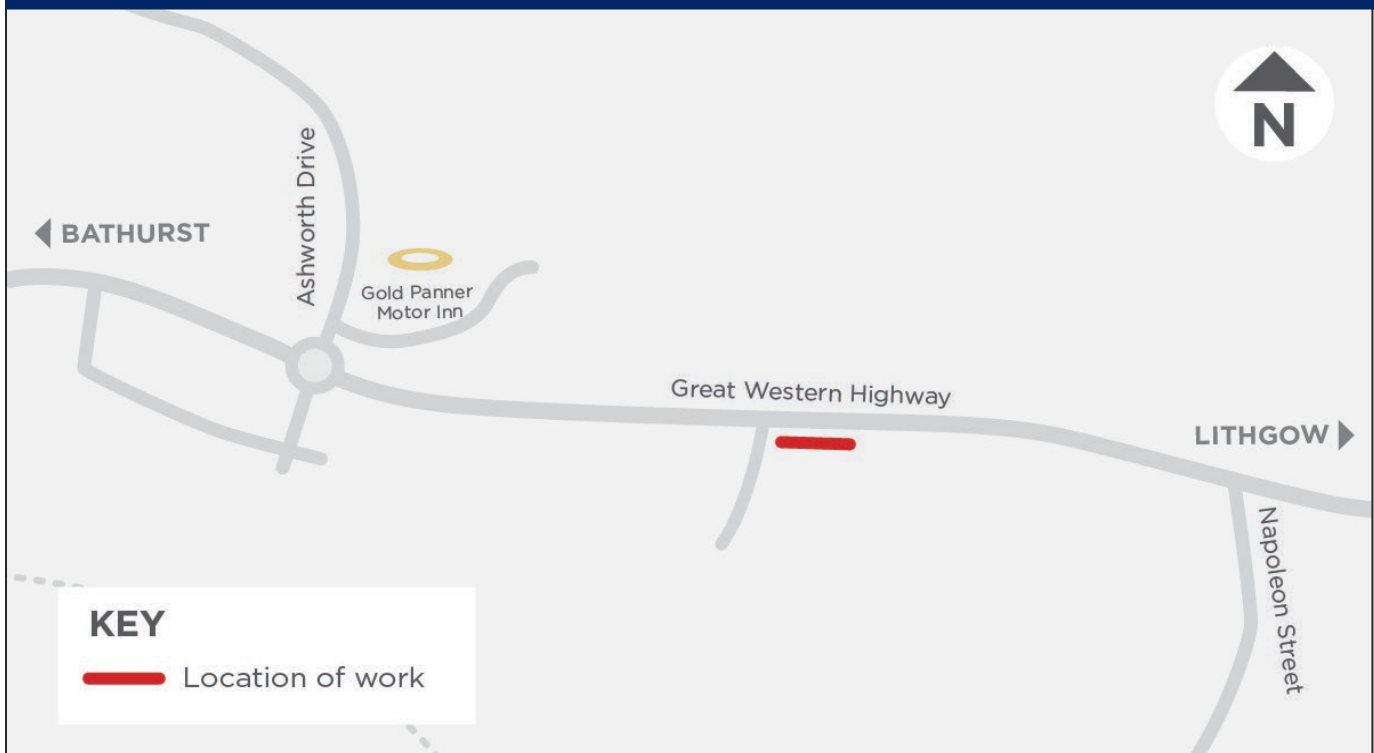 N
Ashworth Drive
BATHURST
Gold Panner
Motor Inn
Great Western Highway
LITHGOW
Napoleon Street
KEY
Location of work